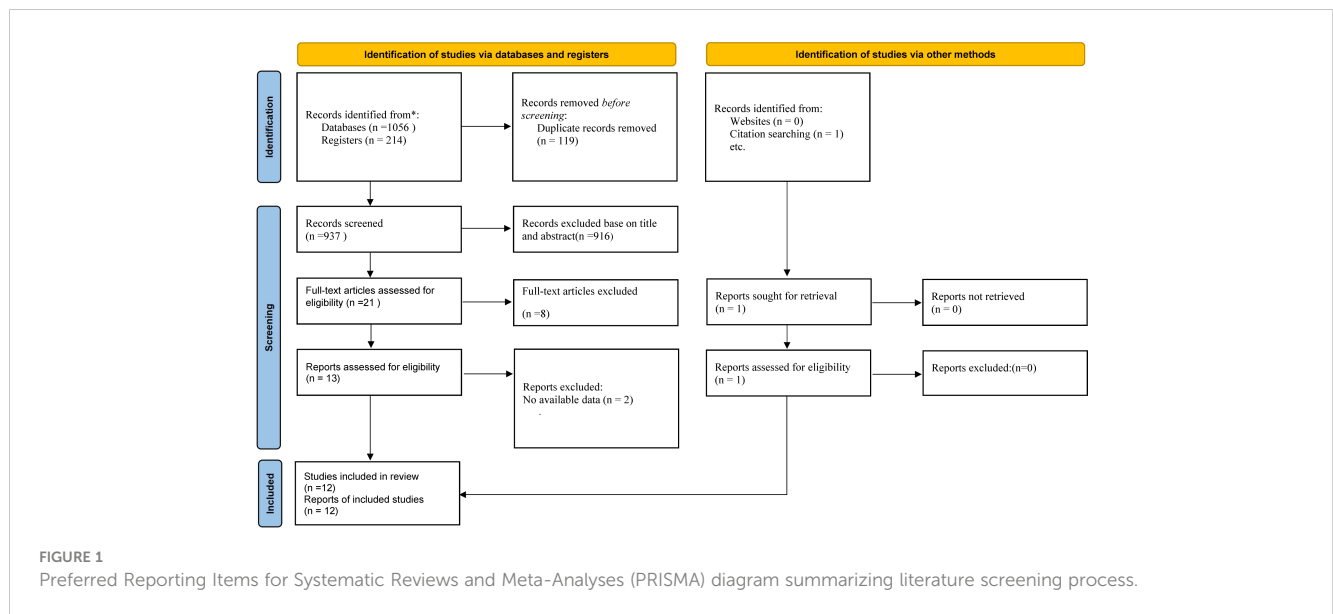 Identification of studies via databases and registers
Identification of studies via other methods
Identification
Records identified from*:
Databases (n =1056 )
Registers (n = 214)
Records removed before
screening:
Duplicate records removed
(n = 119)
Records identified from:
Websites (n = 0)
Citation searching (n = 1)
etc.
Screening
Records screened
(n =937 )
Records excluded base on title
and abstract(n =916)
Full-text articles assessed for
eligibility (n =21 )
Full-text articles excluded
(n =8)
Reports sought for retrieval
(n = 1)
Reports not retrieved
(n = 0)
Reports assessed for eligibility
(n = 13)
Reports excluded:
No available data (n = 2)
.
Reports assessed for eligibility
(n = 1)
Reports excluded:(n=0)
Included
Studies included in review
(n =12)
Reports of included studies
(n = 12)
FIGURE 1
Preferred Reporting Items for Systematic Reviews and Meta-Analyses (PRISMA) diagram summarizing literature screening process.